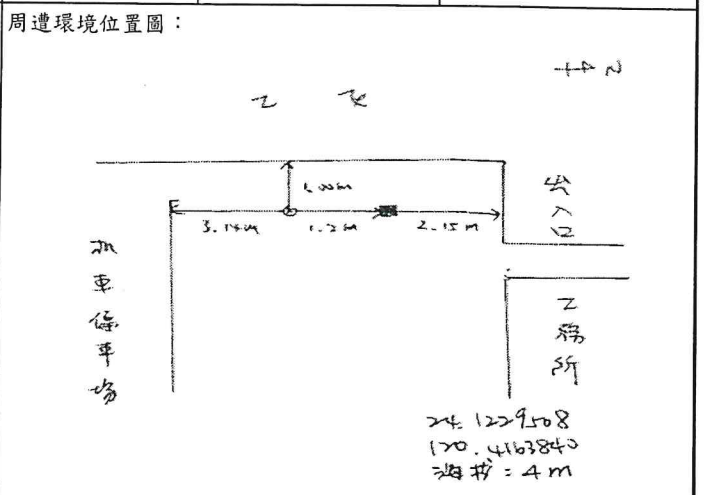 周遭環境位置圖：
N
工 地
1.00m
3.14m
1.2m
2.15m
出入口
機車停車場
工務所
24.1229508
120.4163840
海拔：4m